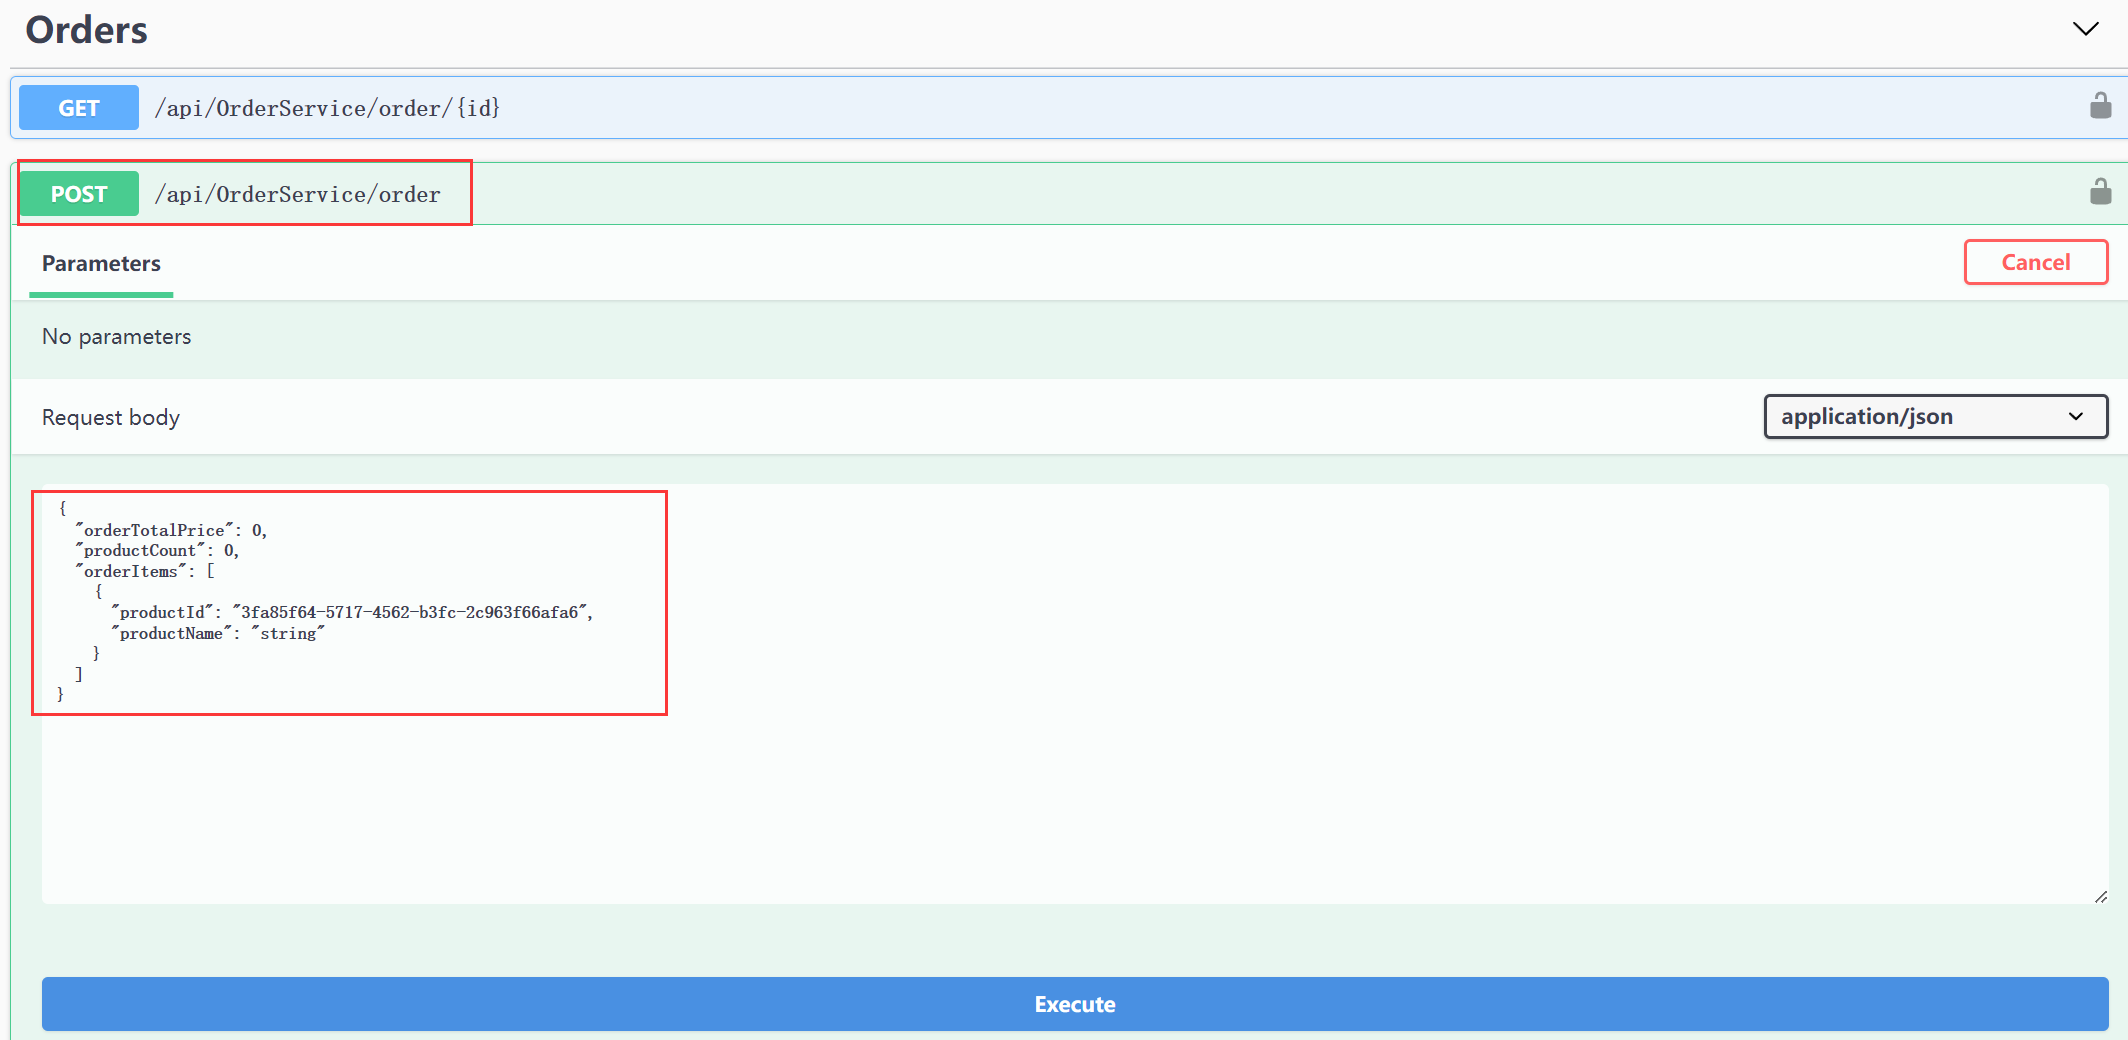 Orders
GET /api/OrderService/order/{id}
POST /api/OrderService/order
Parameters
Cancel
No parameters
Request body
application/json
{
  "orderTotalPrice": 0,
  "productCount": 0,
  "orderItems": [
    {
      "productId": "3fa85f64-5717-4562-b3fc-2c963f66afa6",
      "productName": "string"
    }
  ]
}
Execute